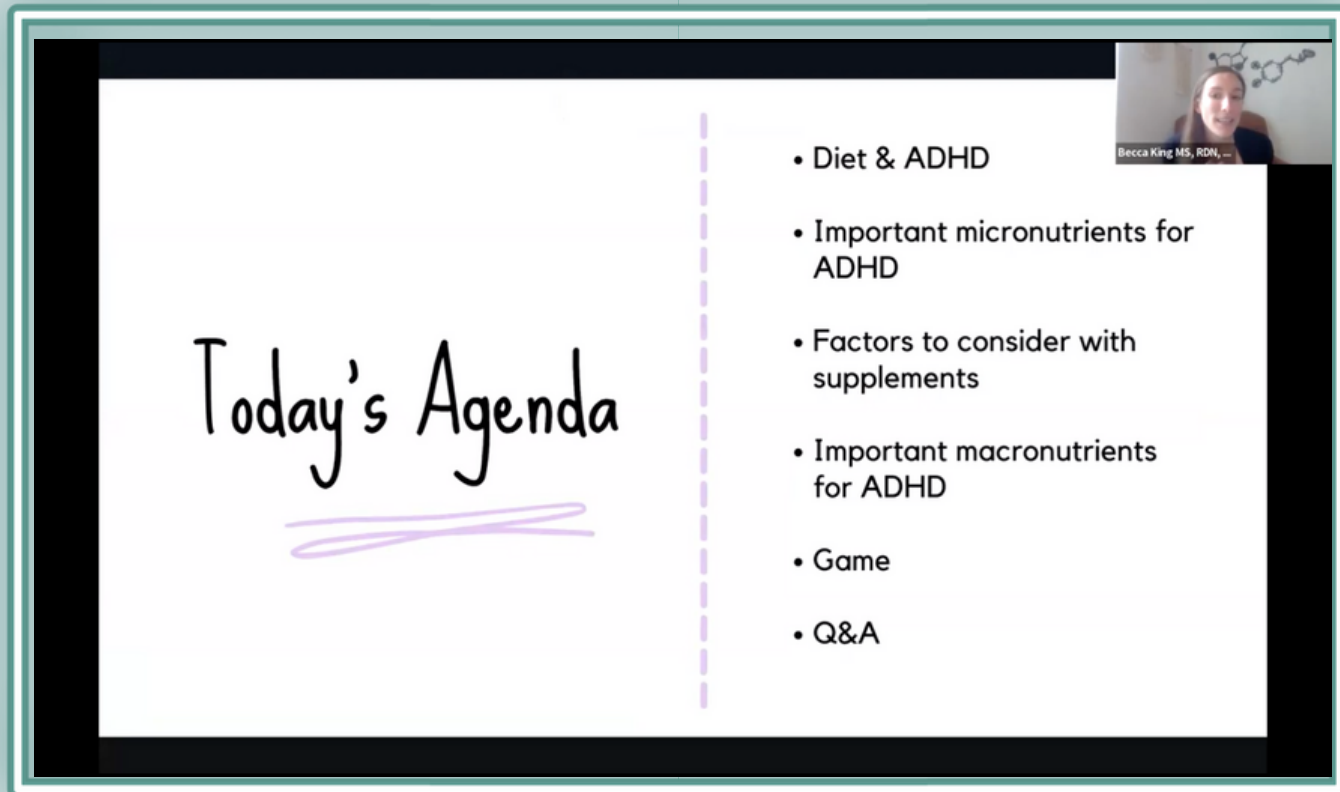 Today's Agenda
• Diet & ADHD
• Important micronutrients for
ADHD
• Factors to consider with
supplements
• Important macronutrients
for ADHD
• Game
• Q&A
Becca King MS, RDN, ...